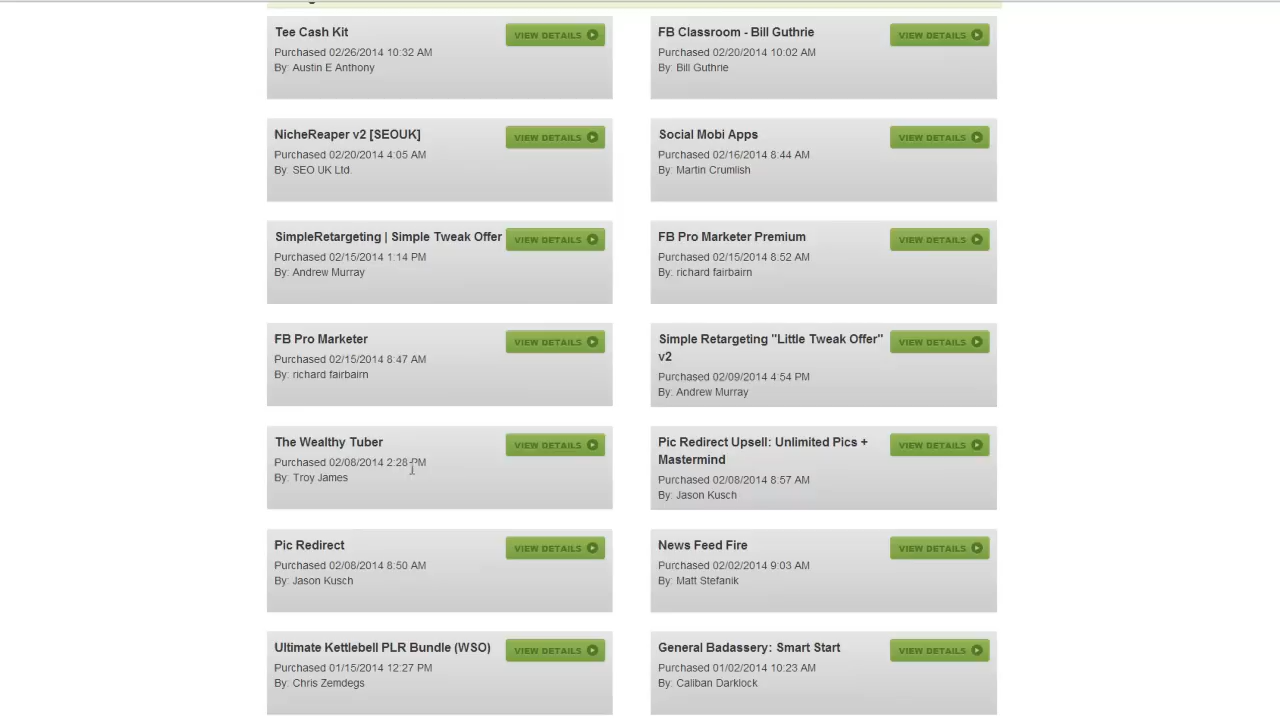 Tee Cash Kit
VIEW DETAILS
Purchased 02/26/2014 10:32 AM
By: Austin E Anthony
FB Classroom - Bill Guthrie
VIEW DETAILS
Purchased 02/20/2014 10:02 AM
By: Bill Guthrie
NicheReaper v2 [SEOUK]
VIEW DETAILS
Purchased 02/20/2014 4:05 AM
By: SEO UK Ltd.
Social Mobi Apps
VIEW DETAILS
Purchased 02/16/2014 8:44 AM
By: Martin Crumlish
SimpleRetargeting | Simple Tweak Offer
VIEW DETAILS
Purchased 02/15/2014 1:14 PM
By: Andrew Murray
FB Pro Marketer Premium
VIEW DETAILS
Purchased 02/15/2014 8:52 AM
By: richard fairbairn
FB Pro Marketer
VIEW DETAILS
Purchased 02/15/2014 8:47 AM
By: richard fairbairn
Simple Retargeting "Little Tweak Offer"
v2
VIEW DETAILS
Purchased 02/09/2014 4:54 PM
By: Andrew Murray
The Wealthy Tuber
VIEW DETAILS
Purchased 02/08/2014 2:28 PM
By: Troy James
Pic Redirect Upsell: Unlimited Pics +
Mastermind
VIEW DETAILS
Purchased 02/08/2014 8:57 AM
By: Jason Kusch
Pic Redirect
VIEW DETAILS
Purchased 02/08/2014 8:50 AM
By: Jason Kusch
News Feed Fire
VIEW DETAILS
Purchased 02/02/2014 9:03 AM
By: Matt Stefanik
Ultimate Kettlebell PLR Bundle (WSO)
VIEW DETAILS
Purchased 01/15/2014 12:27 PM
By: Chris Zemdegs
General Badassery: Smart Start
VIEW DETAILS
Purchased 01/02/2014 10:23 AM
By: Caliban Darklock